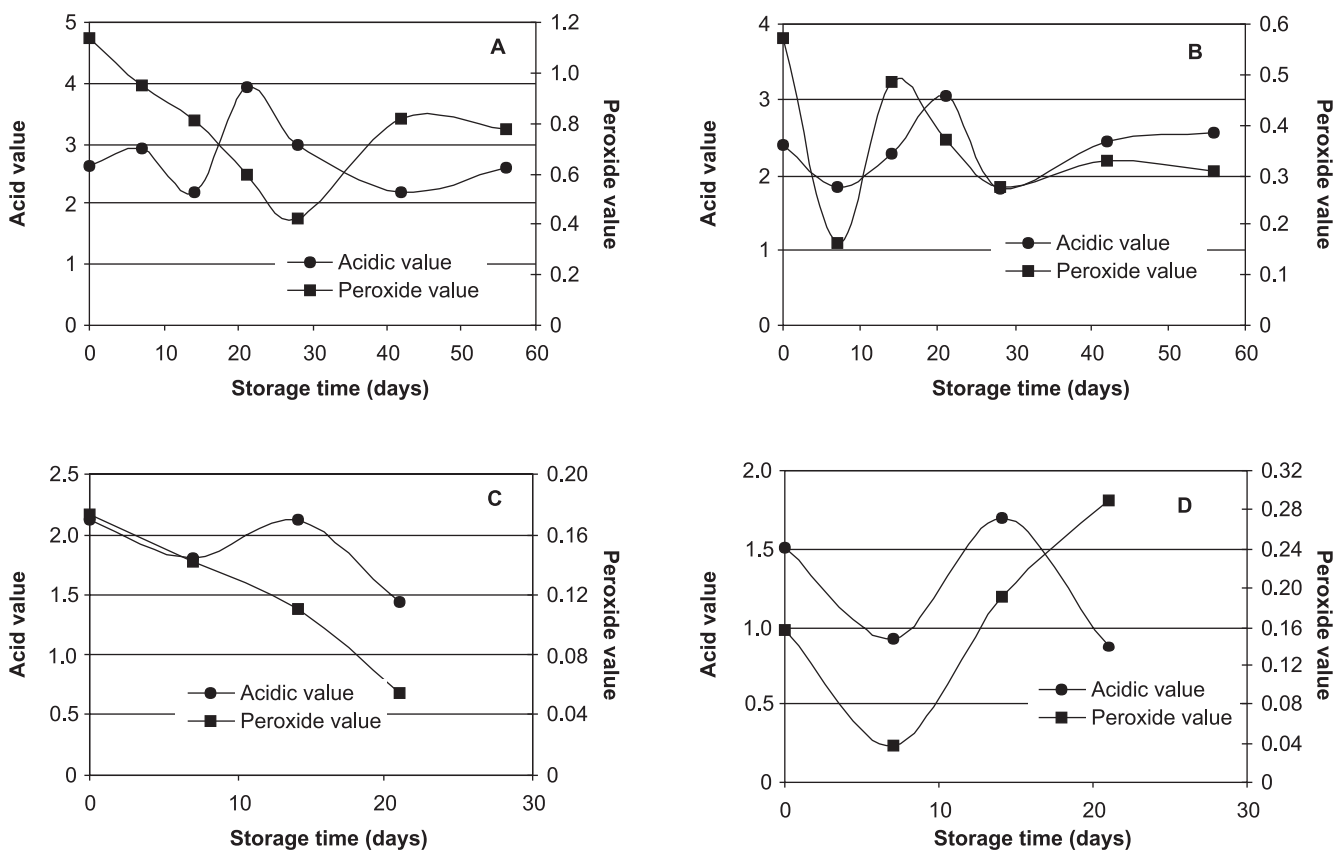 A
Acid value
5
4
3
2
1
0
Peroxide value
1.2
1.0
0.8
0.6
0.4
0.2
0
Acidic value
Peroxide value
0 10 20 30 40 50 60
Storage time (days)
B
Acid value
4
3
2
1
0
Peroxide value
0.6
0.5
0.4
0.3
0.2
0.1
0
Acidic value
Peroxide value
0 10 20 30 40 50 60
Storage time (days)
C
Acid value
2.5
2.0
1.5
1.0
0.5
0
Peroxide value
0.20
0.16
0.12
0.08
0.04
0
Acidic value
Peroxide value
0 10 20 30
Storage time (days)
D
Acid value
2.0
1.5
1.0
0.5
0
Peroxide value
0.32
0.28
0.24
0.20
0.16
0.12
0.08
0.04
0
Acidic value
Peroxide value
0 10 20 30
Storage time (days)